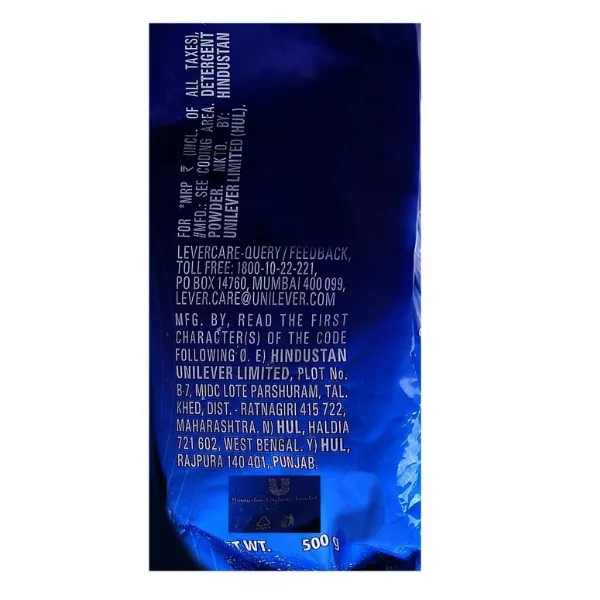 FOR *MRP ₹ (INCL. OF ALL TAXES),
#MFD.: SEE CODING AREA. DETERGENT
POWDER. MKTD. BY: HINDUSTAN
UNILEVER LIMITED (HUL).
LEVERCARE-QUERY/FEEDBACK,
TOLL FREE: 1800-10-22-221,
PO BOX 14760, MUMBAI 400 099,
LEVER.CARE@UNILEVER.COM
MFG. BY, READ THE FIRST
CHARACTER(S) OF THE CODE
FOLLOWING Ø. E) HINDUSTAN
UNILEVER LIMITED, PLOT No.
B-7, MIDC LOTE PARSHURAM, TAL.
KHED, DIST. - RATNAGIRI 415 722,
MAHARASHTRA. N) HUL, HALDIA
721 602, WEST BENGAL. Y) HUL,
RAJPURA 140 401, PUNJAB.
Hindustan Unilever Limited
WT. 500 g